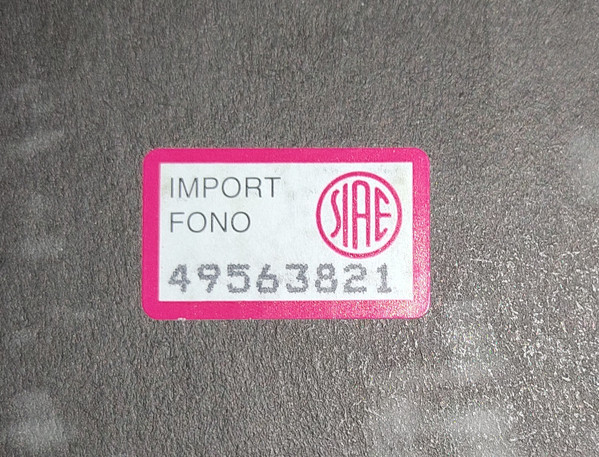 IMPORT
FONO
SIAE
49563821